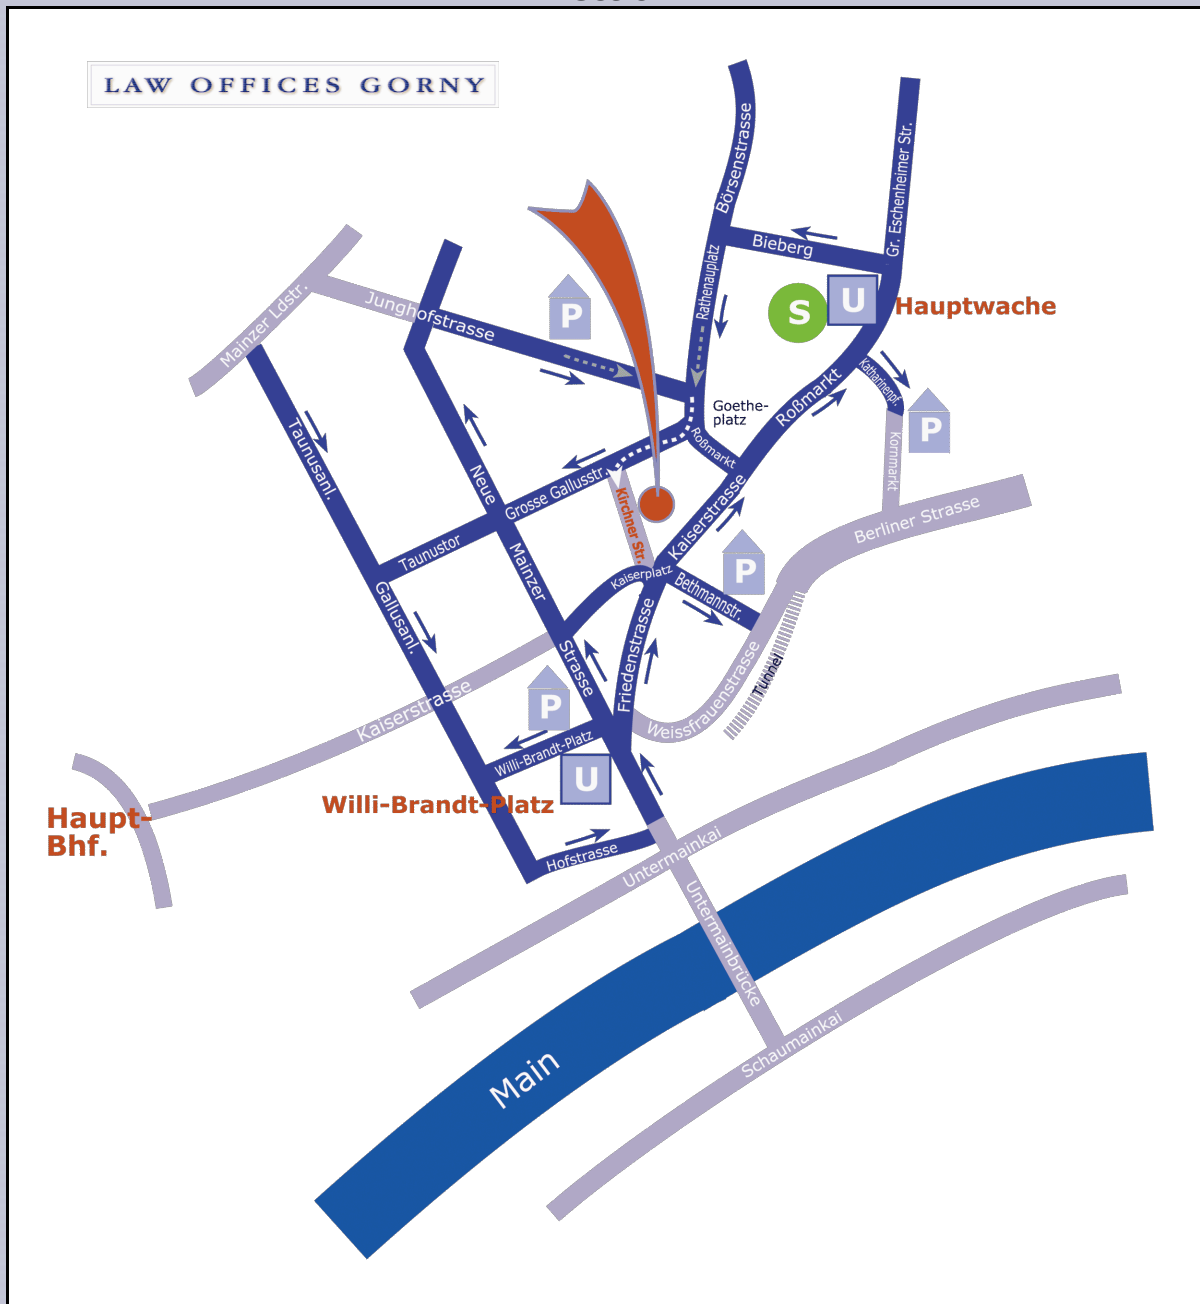 LAW OFFICES GORNY
Börsenstrasse
Gr. Eschenheimer Str.
Bieberg
Rathenauplatz
S
U
Hauptwache
Mainzer Ldstr.
Junghofstrasse
P
Katharinenpf.
Roßmarkt
Goethe-
platz
Roßmarkt
P
Kornmarkt
Taunusanl.
Neue
Grosse Gallusstr.
Kirchner Str.
Kaiserstrasse
Berliner Strasse
Taunustor
Mainzer
Kaiserplatz
P
Bethmannstr.
Gallusanl.
Strasse
Friedenstrasse
Weissfrauenstrasse
Tunnel
Kaiserstrasse
P
Willi-Brandt-Platz
U
Willi-Brandt-Platz
Haupt-
Bhf.
Hofstrasse
Untermainkai
Untermainbrücke
Schaumainkai
Main